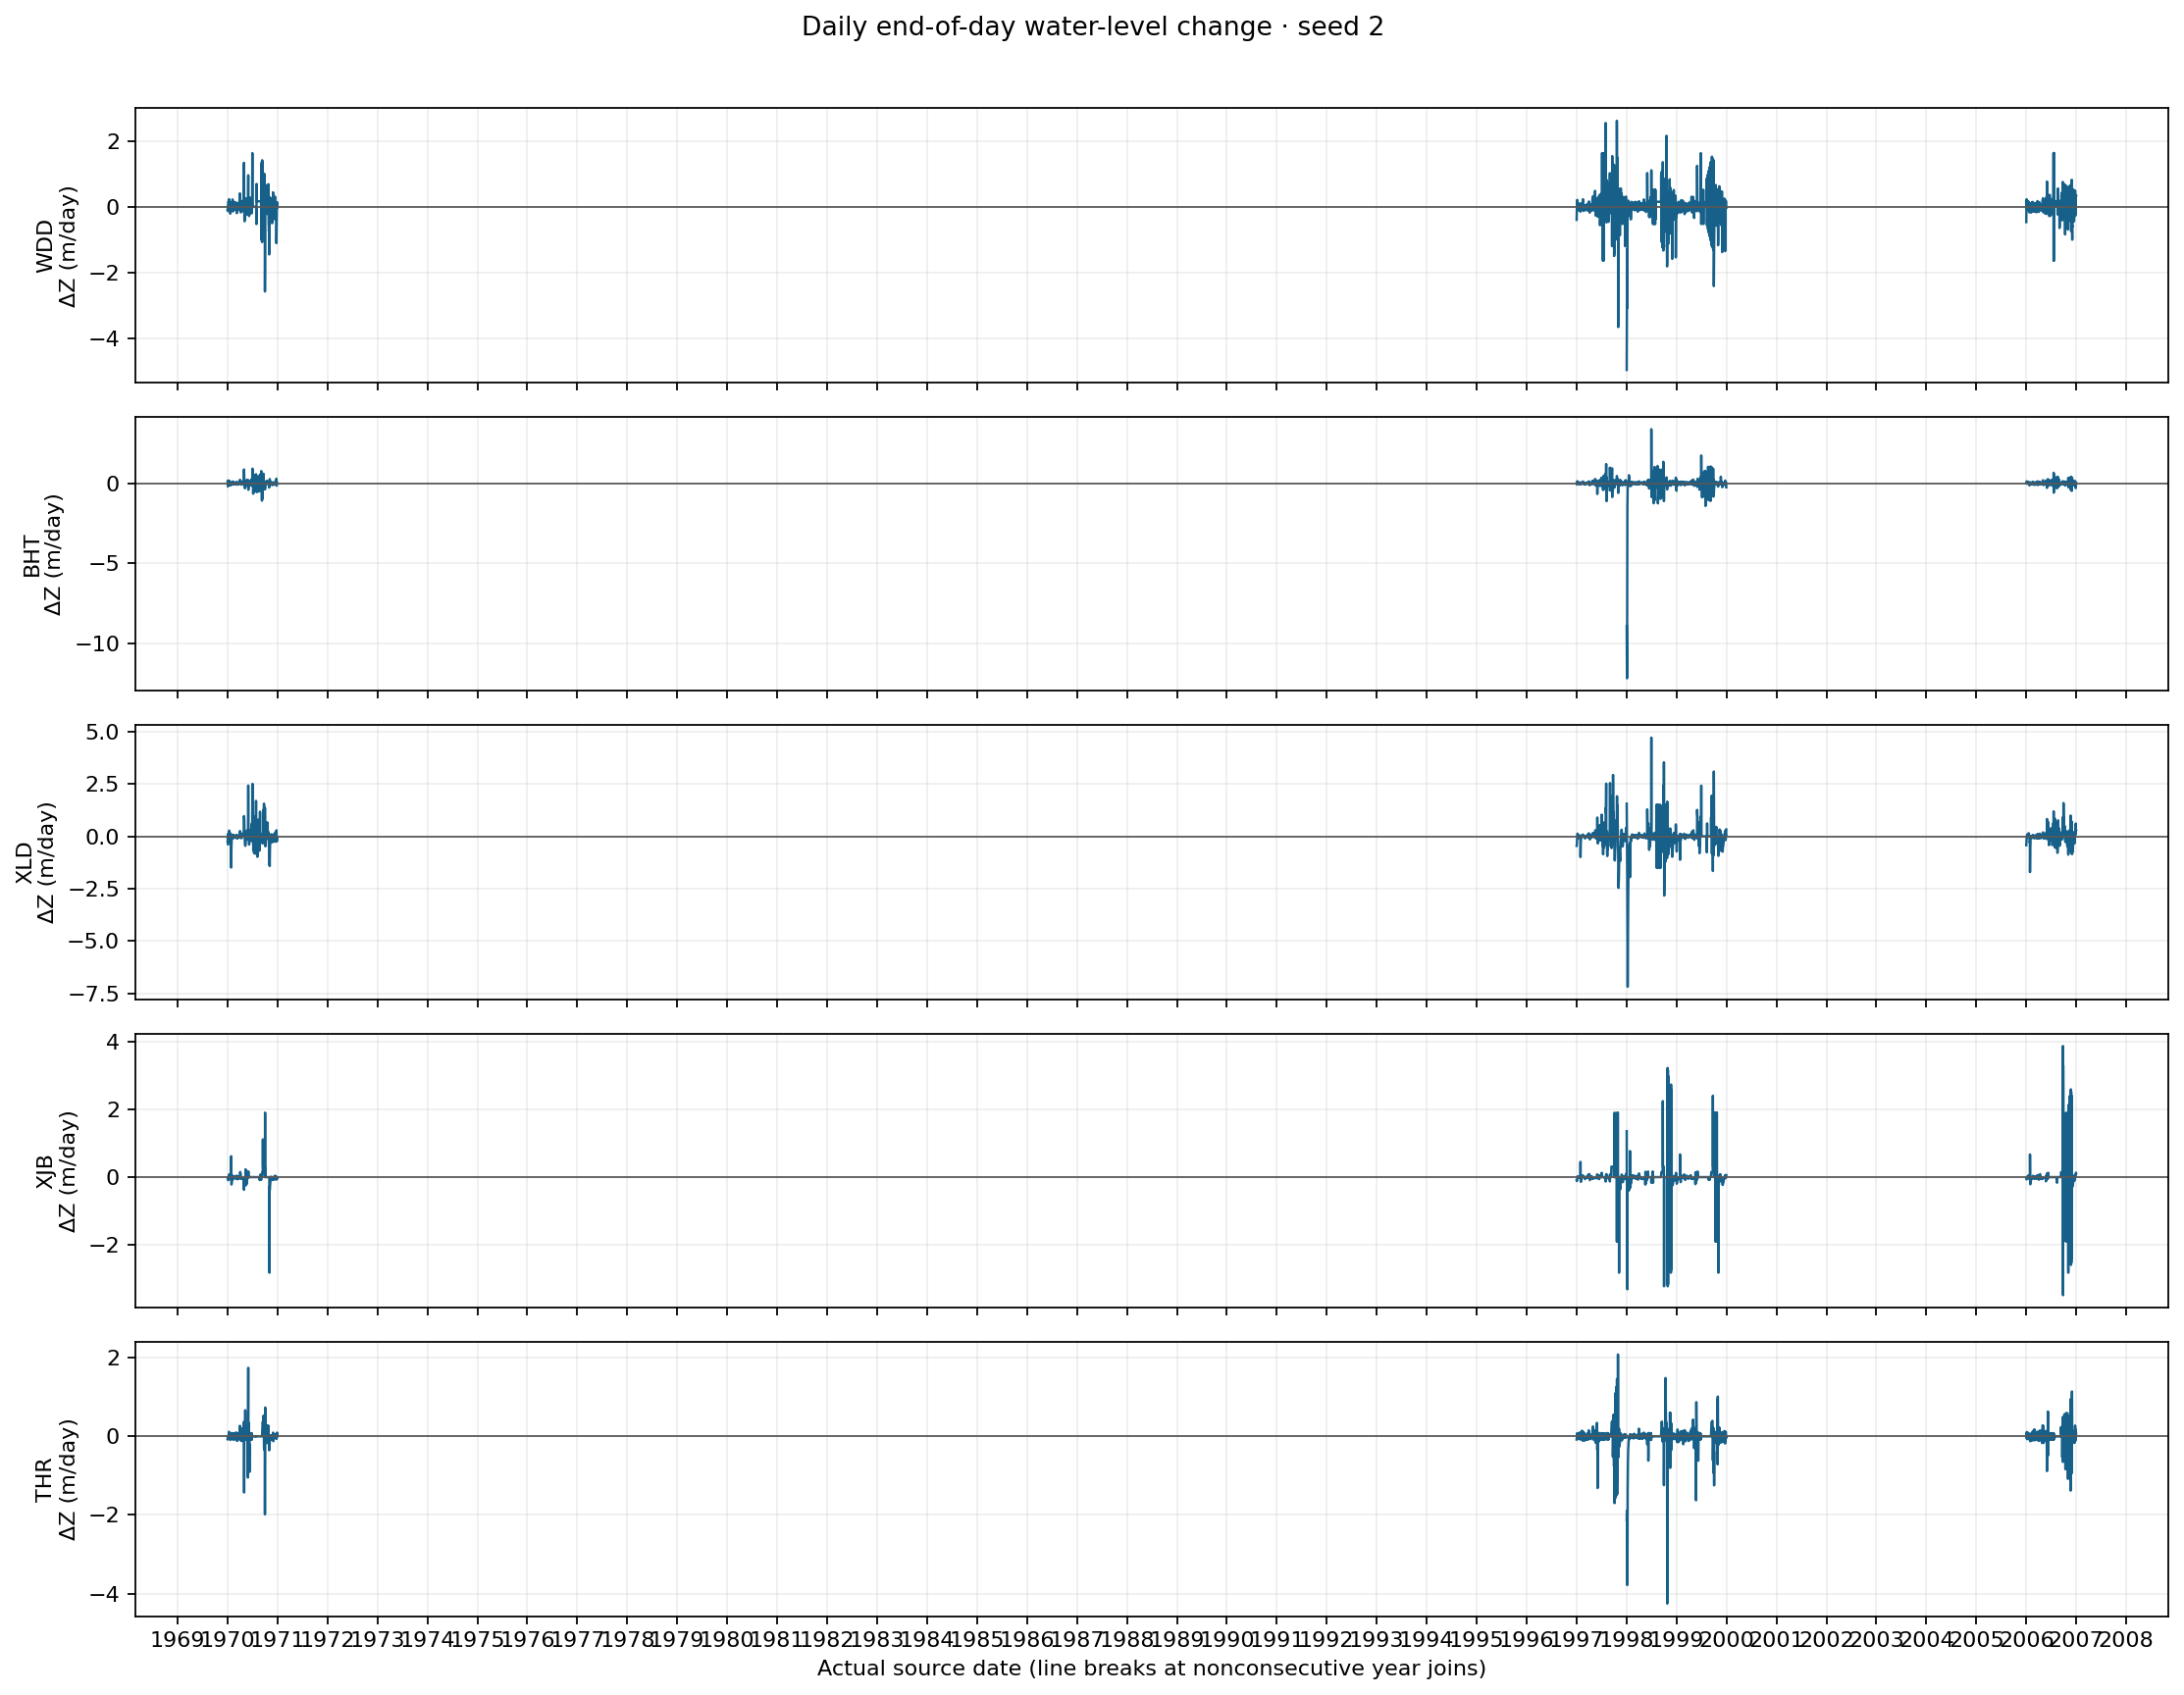 Daily end-of-day water-level change · seed 2
WDD
ΔZ (m/day)
2
0
−2
−4
BHT
ΔZ (m/day)
0
−5
−10
XLD
ΔZ (m/day)
5.0
2.5
0.0
−2.5
−5.0
−7.5
XJB
ΔZ (m/day)
4
2
0
−2
THR
ΔZ (m/day)
2
0
−2
−4
1969 1970 1971 1972 1973 1974 1975 1976 1977 1978 1979 1980 1981 1982 1983 1984 1985 1986 1987 1988 1989 1990 1991 1992 1993 1994 1995 1996 1997 1998 1999 2000 2001 2002 2003 2004 2005 2006 2007 2008
Actual source date (line breaks at nonconsecutive year joins)